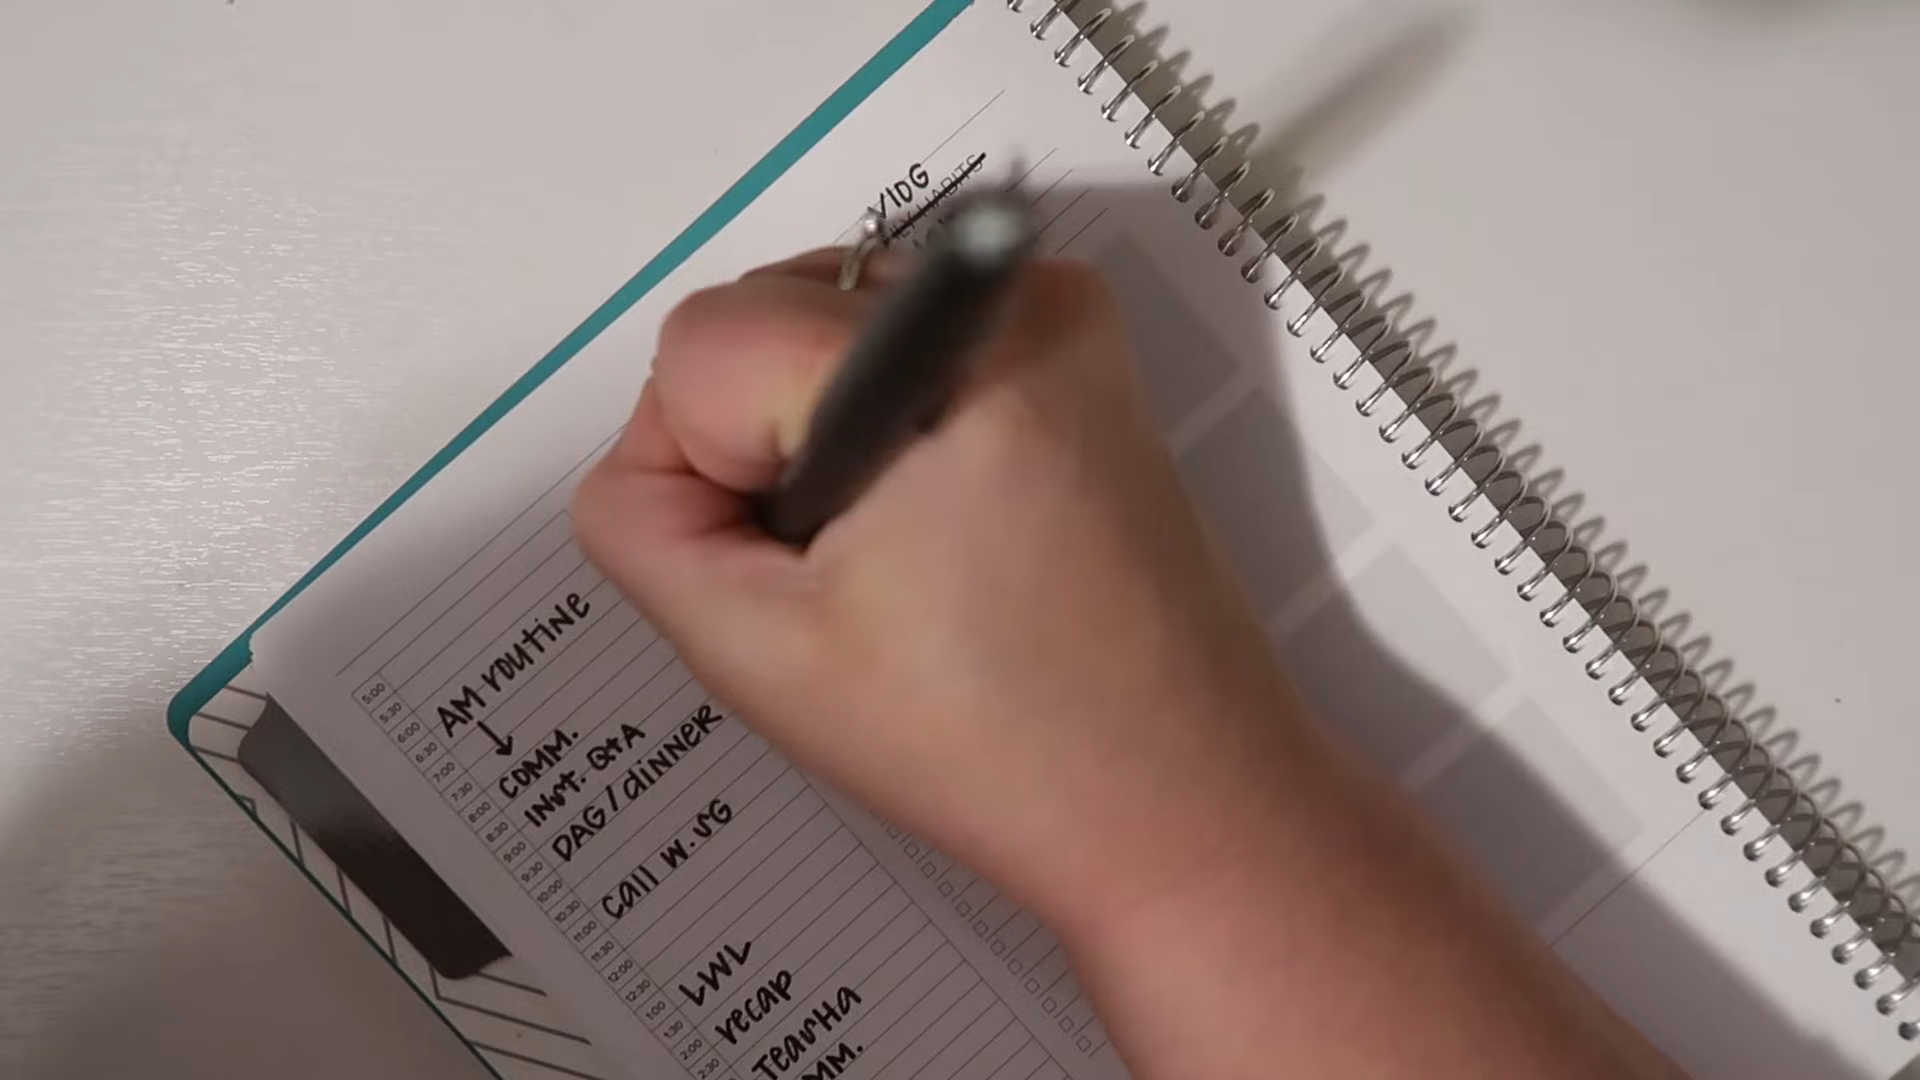 VIDG
HABITS
5:00
5:30
6:00
6:30
7:00
7:30
8:00
8:30
9:00
9:30
10:00
10:30
11:00
11:30
12:00
12:30
1:00
1:30
2:00
2:30
AM routine
↓
COMM.
INST. Q+A
DAG / dinner
call w. SG
LWL
recap
MM.